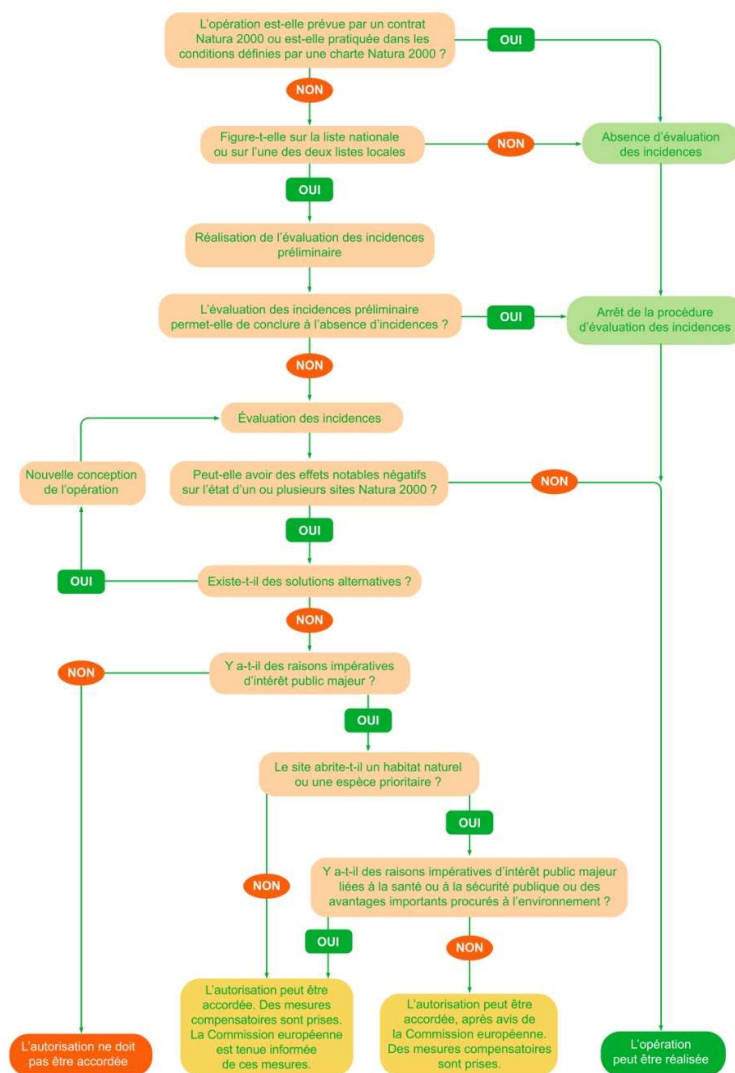 L'opération est-elle prévue par un contrat
Natura 2000 ou est-elle pratiquée dans les
conditions définies par une charte Natura 2000 ?
OUI
NON
Figure-t-elle sur la liste nationale
ou sur l'une des deux listes locales
NON
Absence d'évaluation
des incidences
OUI
Réalisation de l'évaluation des incidences
préliminaire
L'évaluation des incidences préliminaire
permet-elle de conclure à l'absence d'incidences ?
OUI
Arrêt de la procédure
d'évaluation des incidences
NON
Évaluation des incidences
Nouvelle conception
de l'opération
Peut-elle avoir des effets notables négatifs
sur l'état d'un ou plusieurs sites Natura 2000 ?
NON
OUI
OUI
Existe-t-il des solutions alternatives ?
NON
NON
Y a-t-il des raisons impératives
d'intérêt public majeur ?
OUI
Le site abrite-t-il un habitat naturel
ou une espèce prioritaire ?
OUI
NON
Y a-t-il des raisons impératives d'intérêt public majeur
liées à la santé ou à la sécurité publique ou des
avantages importants procurés à l'environnement ?
OUI
NON
L'autorisation ne doit
pas être accordée
L'autorisation peut être
accordée. Des mesures
compensatoires sont prises.
La Commission européenne
est tenue informée
de ces mesures.
L'autorisation peut être
accordée, après avis de
la Commission européenne.
Des mesures compensatoires
sont prises.
L'opération
peut être réalisée